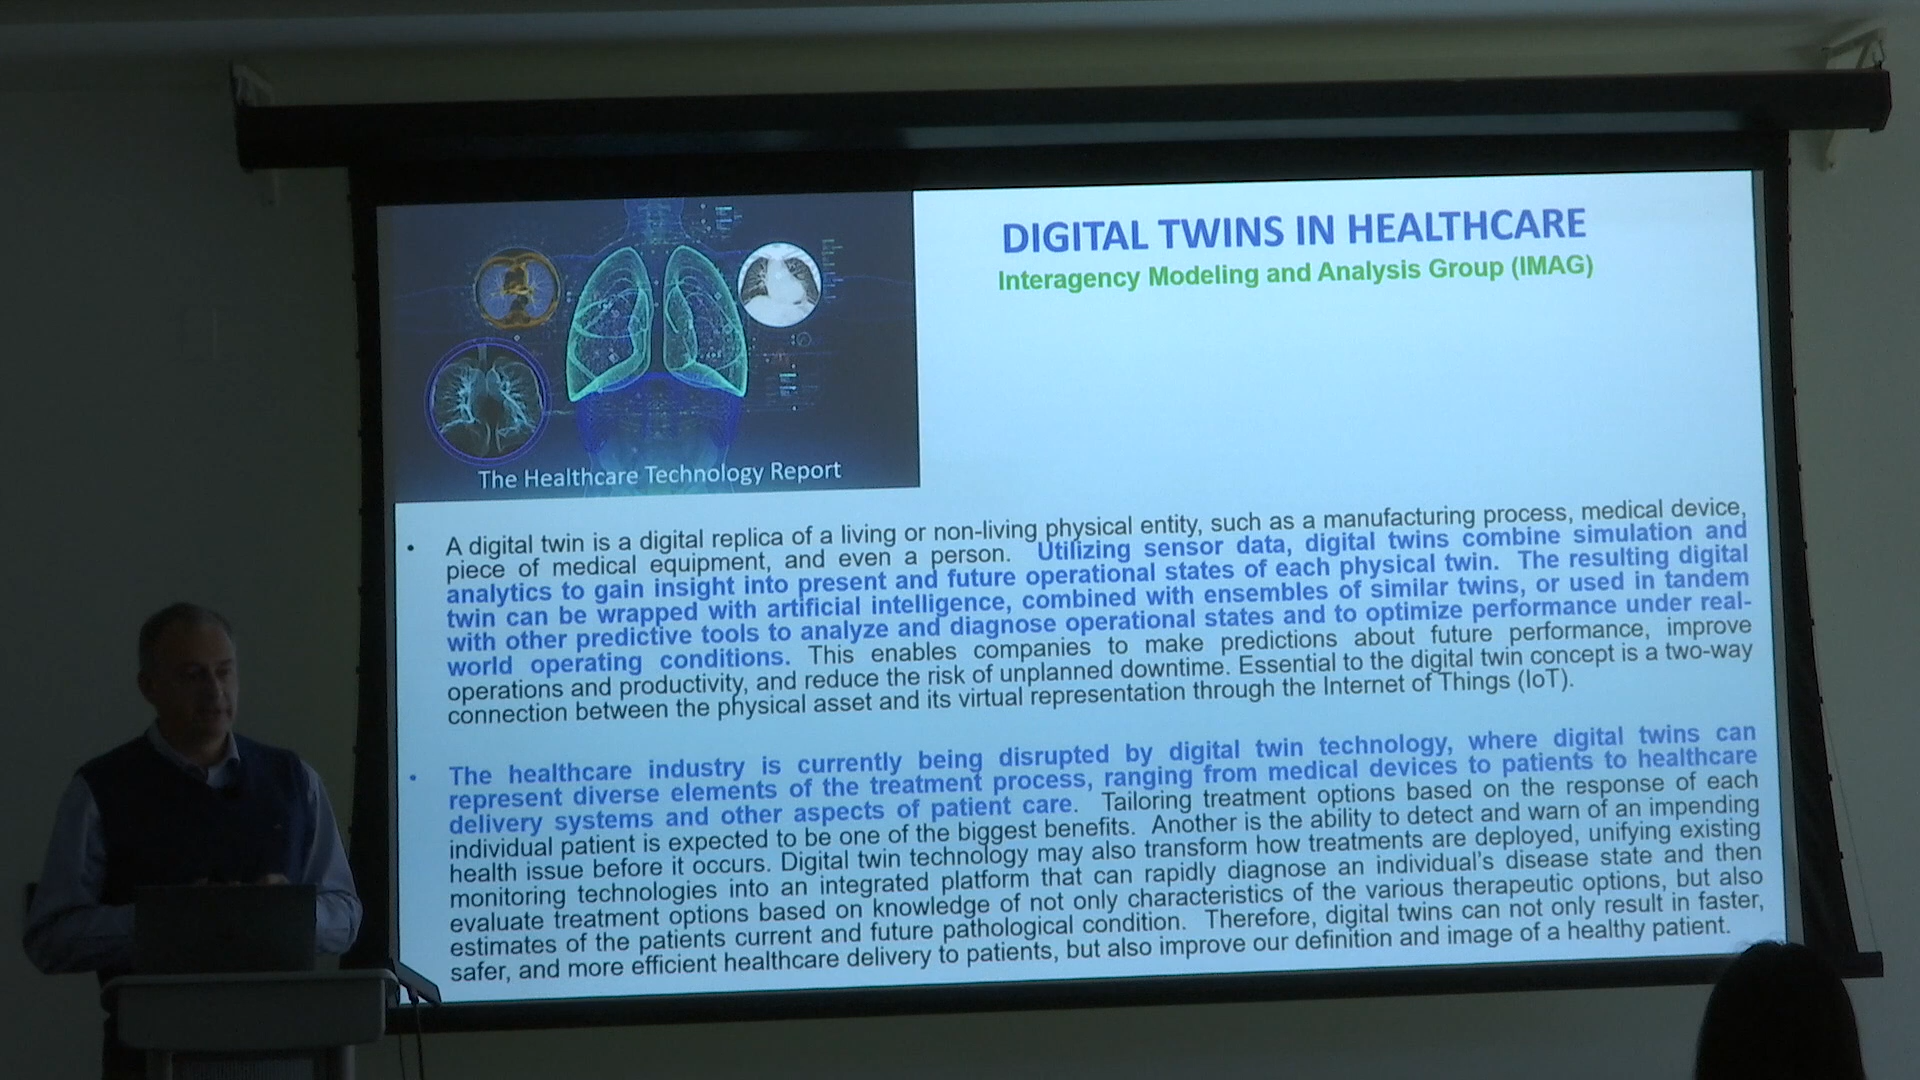 DIGITAL TWINS IN HEALTHCARE
Interagency Modeling and Analysis Group (IMAG)
The Healthcare Technology Report
• A digital twin is a digital replica of a living or non-living physical entity, such as a manufacturing process, medical device,
piece of medical equipment, and even a person. Utilizing sensor data, digital twins combine simulation and
analytics to gain insight into present and future operational states of each physical twin. The resulting digital
twin can be wrapped with artificial intelligence, combined with ensembles of similar twins, or used in tandem
with other predictive tools to analyze and diagnose operational states and to optimize performance under real-
world operating conditions. This enables companies to make predictions about future performance, improve
operations and productivity, and reduce the risk of unplanned downtime. Essential to the digital twin concept is a two-way
connection between the physical asset and its virtual representation through the Internet of Things (IoT).
• The healthcare industry is currently being disrupted by digital twin technology, where digital twins can
represent diverse elements of the treatment process, ranging from medical devices to patients to healthcare
delivery systems and other aspects of patient care. Tailoring treatment options based on the response of each
individual patient is expected to be one of the biggest benefits. Another is the ability to detect and warn of an impending
health issue before it occurs. Digital twin technology may also transform how treatments are deployed, unifying existing
monitoring technologies into an integrated platform that can rapidly diagnose an individual's disease state and then
evaluate treatment options based on knowledge of not only characteristics of the various therapeutic options, but also
estimates of the patients current and future pathological condition. Therefore, digital twins can not only result in faster,
safer, and more efficient healthcare delivery to patients, but also improve our definition and image of a healthy patient.